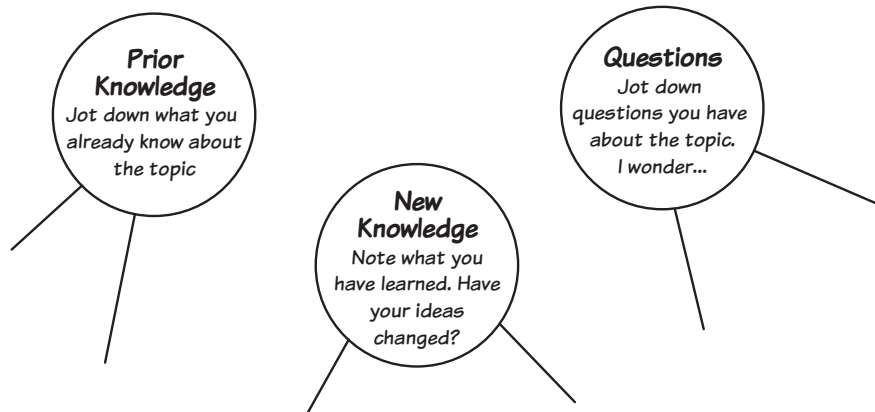 Prior
Knowledge
Jot down what you
already know about
the topic
Questions
Jot down
questions you have
about the topic.
I wonder...
New
Knowledge
Note what you
have learned. Have
your ideas
changed?